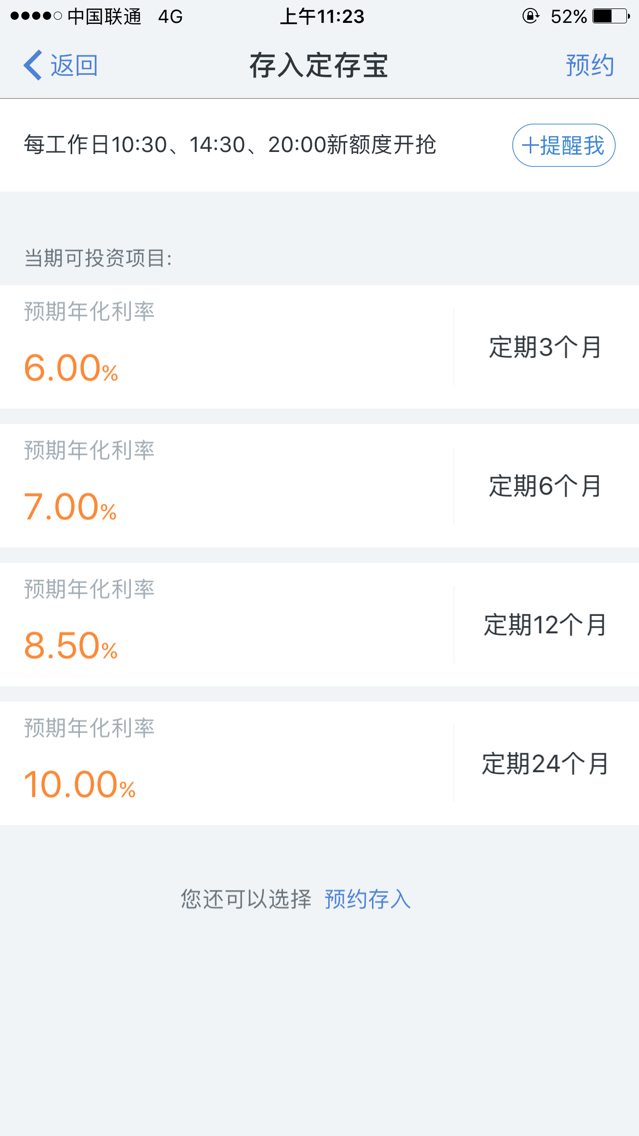 中国联通 4G 上午11:23 52%
返回 存入定存宝 预约
每工作日10:30、14:30、20:00新额度开抢 +提醒我
当期可投资项目:
预期年化利率
6.00% 定期3个月
预期年化利率
7.00% 定期6个月
预期年化利率
8.50% 定期12个月
预期年化利率
10.00% 定期24个月
您还可以选择 预约存入